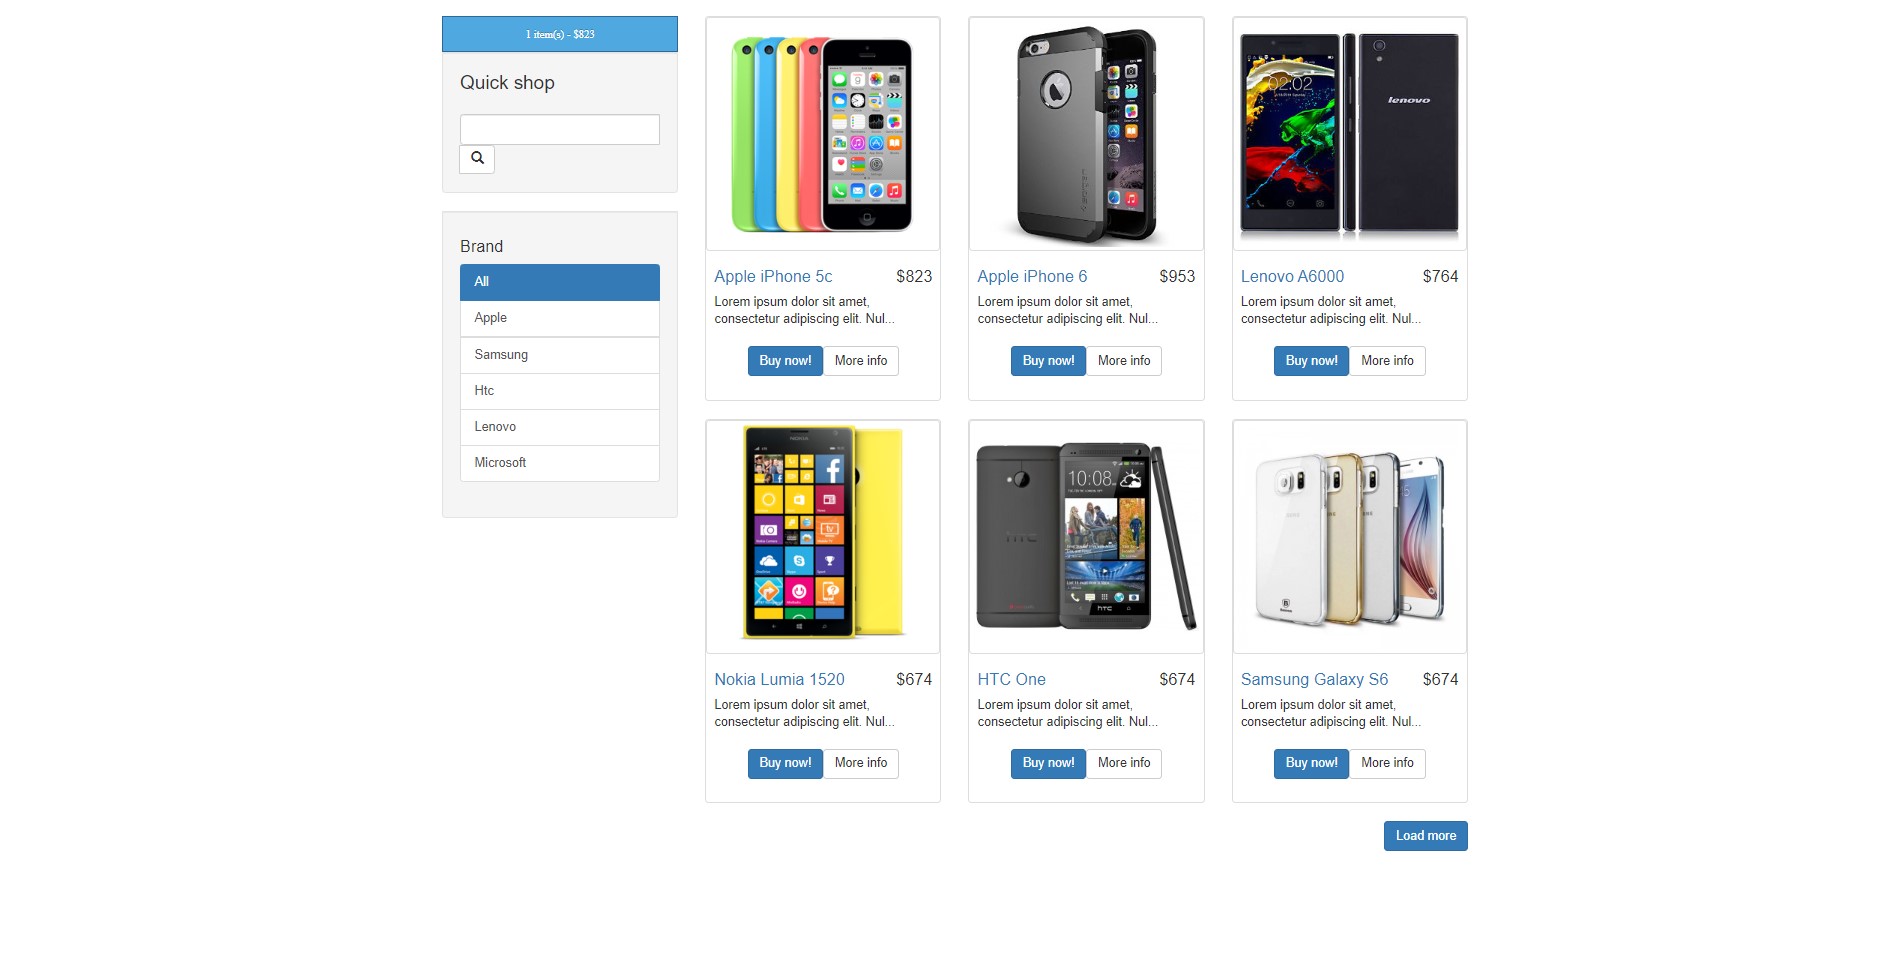 1 item(s) - $823
Quick shop
Brand
All
Apple
Samsung
Htc
Lenovo
Microsoft
02:02
lenovo
Apple iPhone 5c
$823
Lorem ipsum dolor sit amet,
consectetur adipiscing elit. Nul...
Buy now!
More info
Apple iPhone 6
$953
Lorem ipsum dolor sit amet,
consectetur adipiscing elit. Nul...
Buy now!
More info
Lenovo A6000
$764
Lorem ipsum dolor sit amet,
consectetur adipiscing elit. Nul...
Buy now!
More info
NOKIA
10:08
hTC
Nokia Lumia 1520
$674
Lorem ipsum dolor sit amet,
consectetur adipiscing elit. Nul...
Buy now!
More info
HTC One
$674
Lorem ipsum dolor sit amet,
consectetur adipiscing elit. Nul...
Buy now!
More info
Samsung Galaxy S6
$674
Lorem ipsum dolor sit amet,
consectetur adipiscing elit. Nul...
Buy now!
More info
Load more